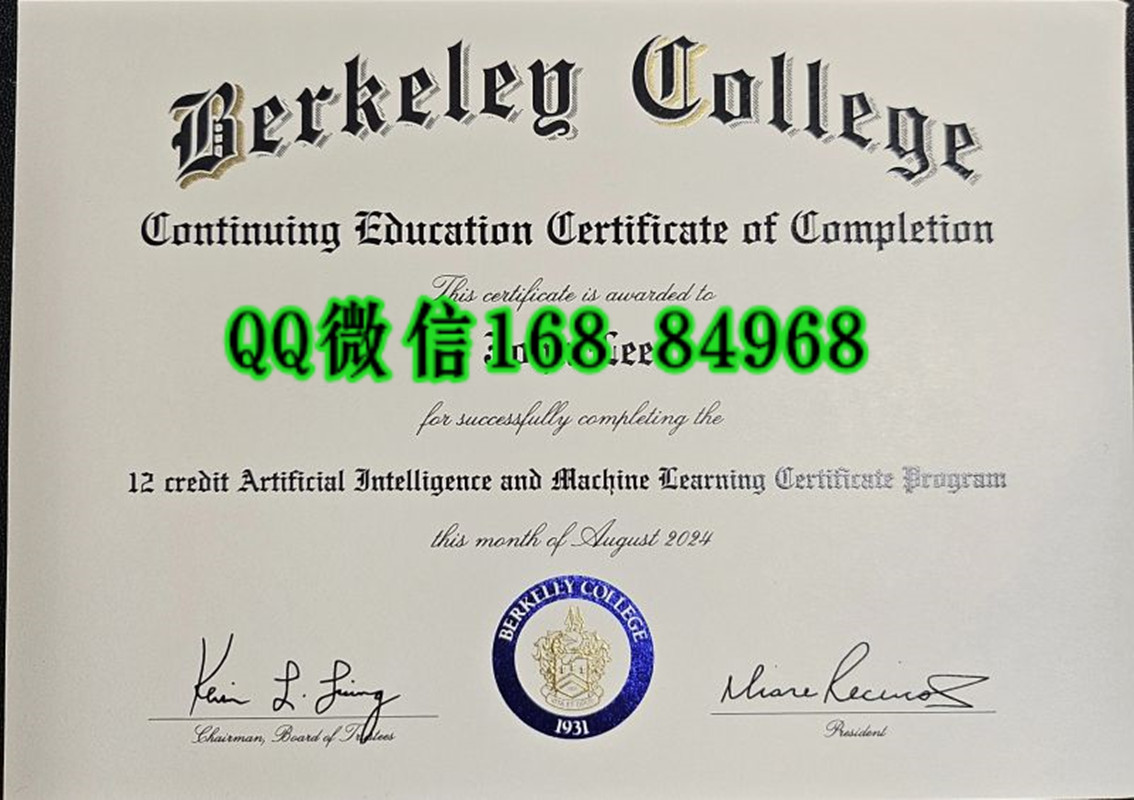 Berkeley College
Continuing Education Certificate of Completion
This certificate is awarded to
QQ微信168 84968
for successfully completing the
12 credit Artificial Intelligence and Machine Learning Certificate Program
this month of August 2024
BERKELEY COLLEGE
1931
Chairman, Board of Trustees
President